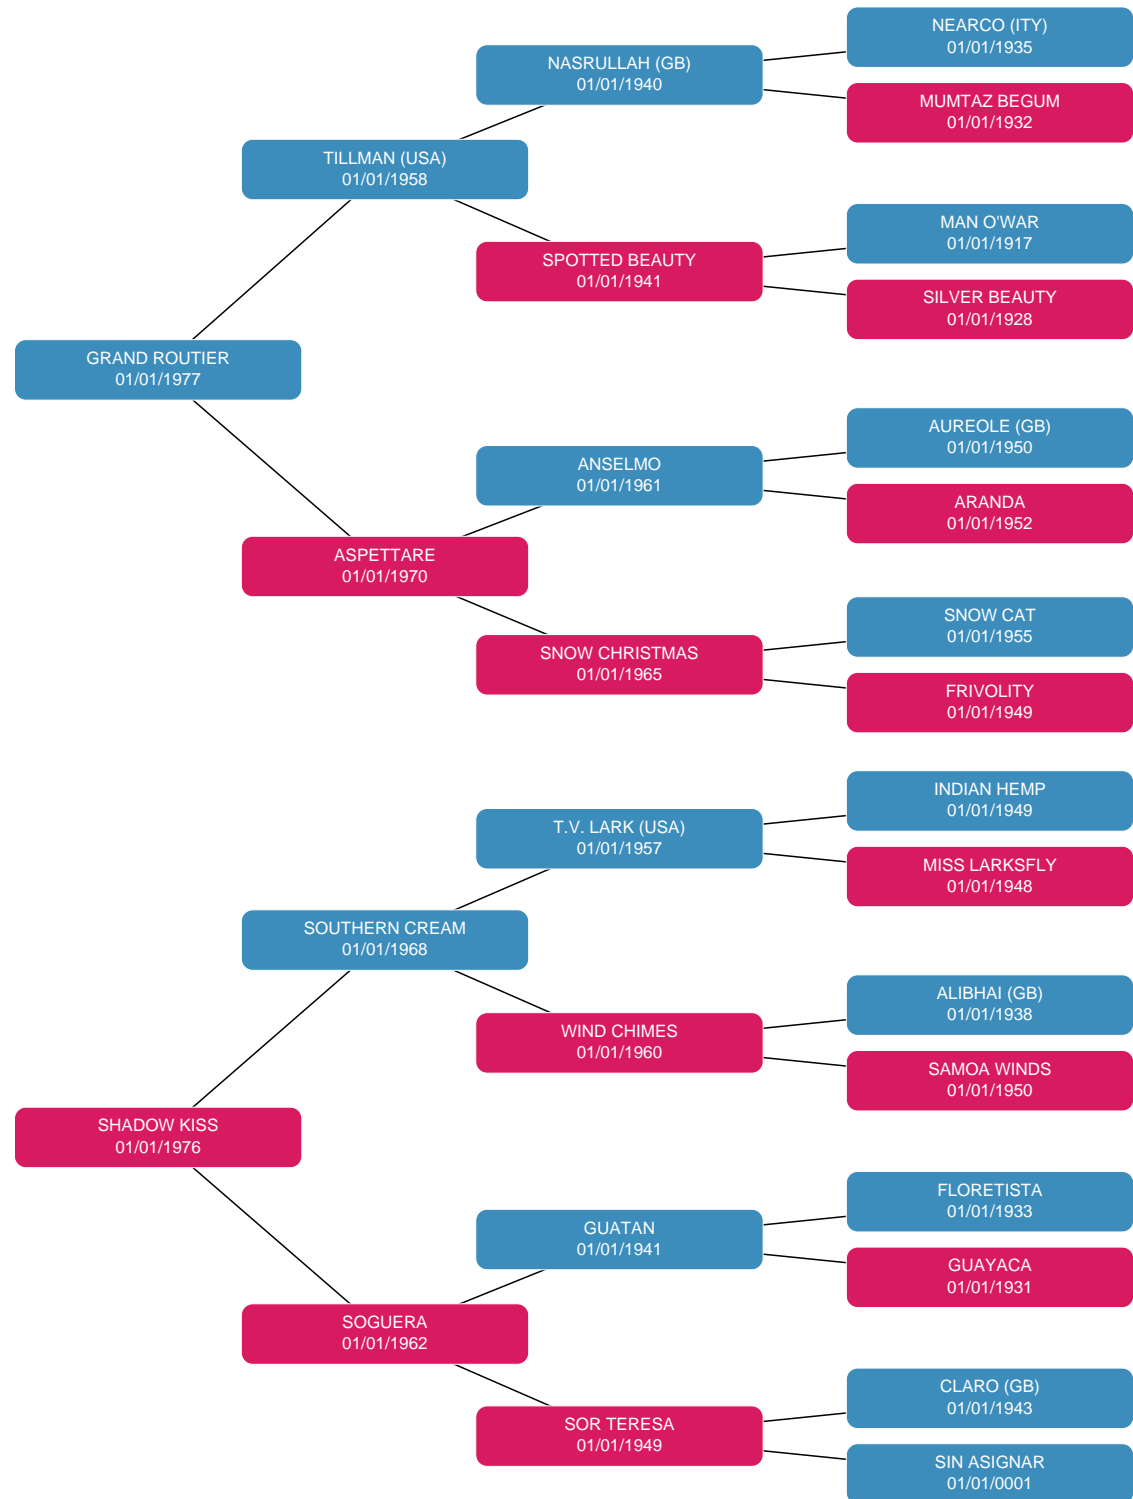 NEARCO (ITY)
01/01/1935
NASRULLAH (GB)
01/01/1940
MUMTAZ BEGUM
01/01/1932
TILLMAN (USA)
01/01/1958
MAN O'WAR
01/01/1917
SPOTTED BEAUTY
01/01/1941
SILVER BEAUTY
01/01/1928
GRAND ROUTIER
01/01/1977
AUREOLE (GB)
01/01/1950
ANSELMO
01/01/1961
ARANDA
01/01/1952
ASPETTARE
01/01/1970
SNOW CAT
01/01/1955
SNOW CHRISTMAS
01/01/1965
FRIVOLITY
01/01/1949
INDIAN HEMP
01/01/1949
T.V. LARK (USA)
01/01/1957
MISS LARKSFLY
01/01/1948
SOUTHERN CREAM
01/01/1968
ALIBHAI (GB)
01/01/1938
WIND CHIMES
01/01/1960
SAMOA WINDS
01/01/1950
SHADOW KISS
01/01/1976
FLORETISTA
01/01/1933
GUATAN
01/01/1941
GUAYACA
01/01/1931
SOGUERA
01/01/1962
CLARO (GB)
01/01/1943
SOR TERESA
01/01/1949
SIN ASIGNAR
01/01/0001